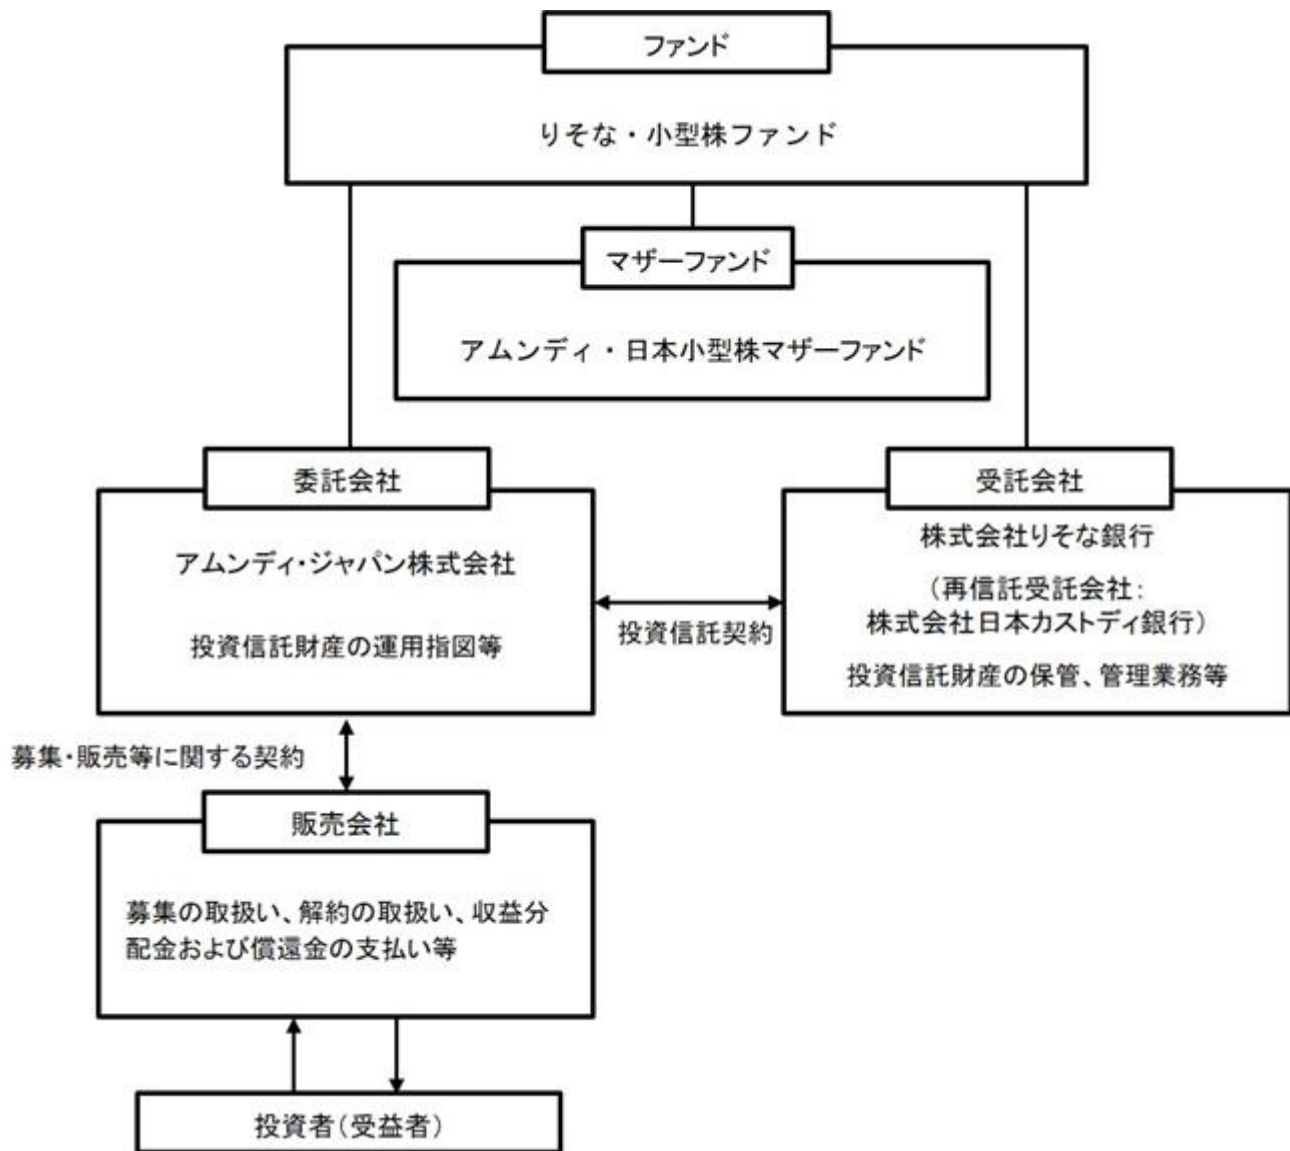 ファンド
りそな・小型株ファンド
マザーファンド
アムンディ・日本小型株マザーファンド
委託会社
アムンディ・ジャパン株式会社
投資信託財産の運用指図等
投資信託契約
受託会社
株式会社りそな銀行
（再信託受託会社：
株式会社日本カストディ銀行）
投資信託財産の保管、管理業務等
募集・販売等に関する契約
販売会社
募集の取扱い、解約の取扱い、収益分
配金および償還金の支払い等
投資者（受益者）